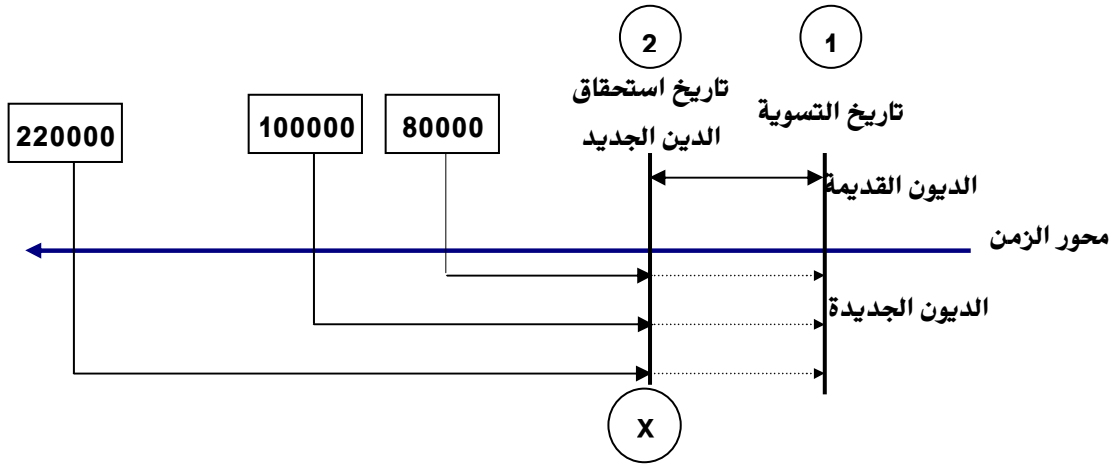 1
2
تاريخ التسوية
تاريخ استحقاق
الدين الجديد
80000
100000
220000
الديون القديمة
محور الزمن
الديون الجديدة
X